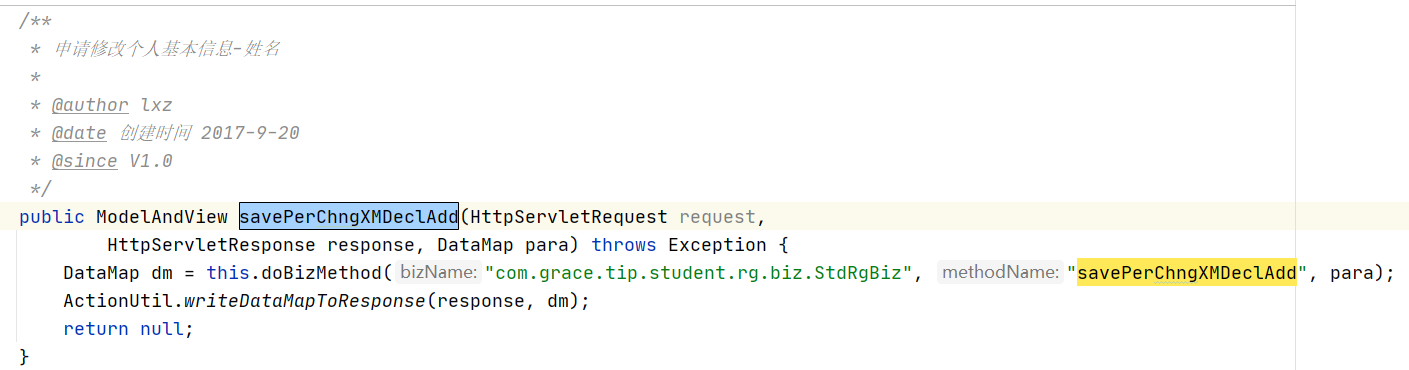 /**
 * 申请修改个人基本信息-姓名
 *
 * @author lxz
 * @date 创建时间 2017-9-20
 * @since V1.0
 */
public ModelAndView savePerChngXMDeclAdd(HttpServletRequest request,
        HttpServletResponse response, DataMap para) throws Exception {
    DataMap dm = this.doBizMethod( bizName: "com.grace.tip.student.rg.biz.StdRgBiz", methodName: "savePerChngXMDeclAdd", para);
    ActionUtil.writeDataMapToResponse(response, dm);
    return null;
}